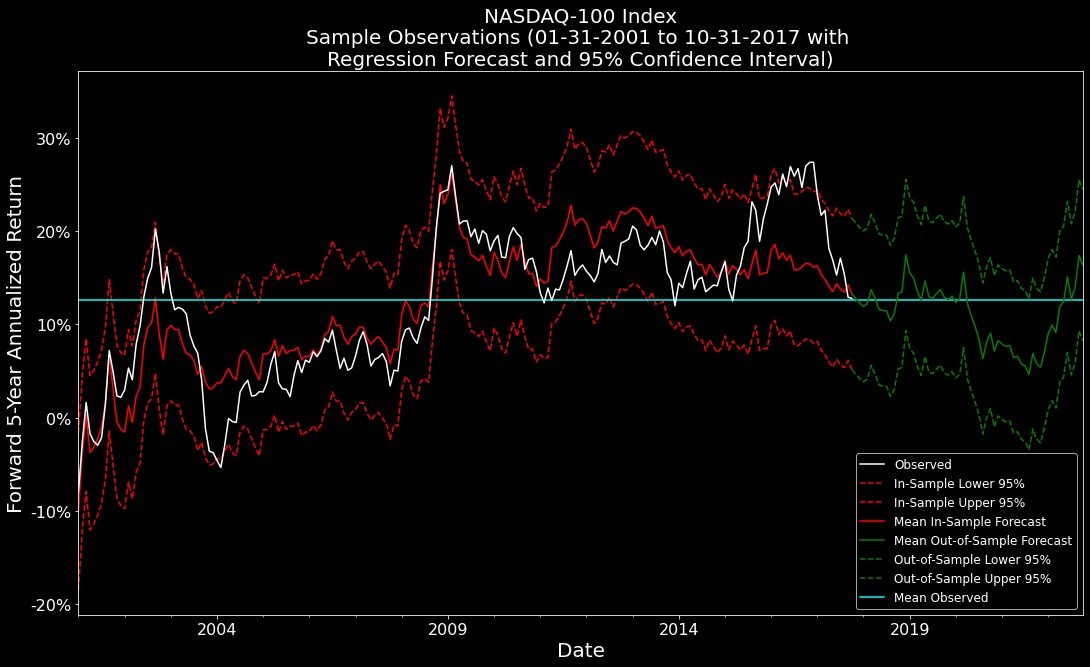 NASDAQ-100 Index
Sample Observations (01-31-2001 to 10-31-2017 with
Regression Forecast and 95% Confidence Interval)
Forward 5-Year Annualized Return
30%
20%
10%
0%
-10%
-20%
2004
2009
2014
2019
Date
Observed
In-Sample Lower 95%
In-Sample Upper 95%
Mean In-Sample Forecast
Mean Out-of-Sample Forecast
Out-of-Sample Lower 95%
Out-of-Sample Upper 95%
Mean Observed